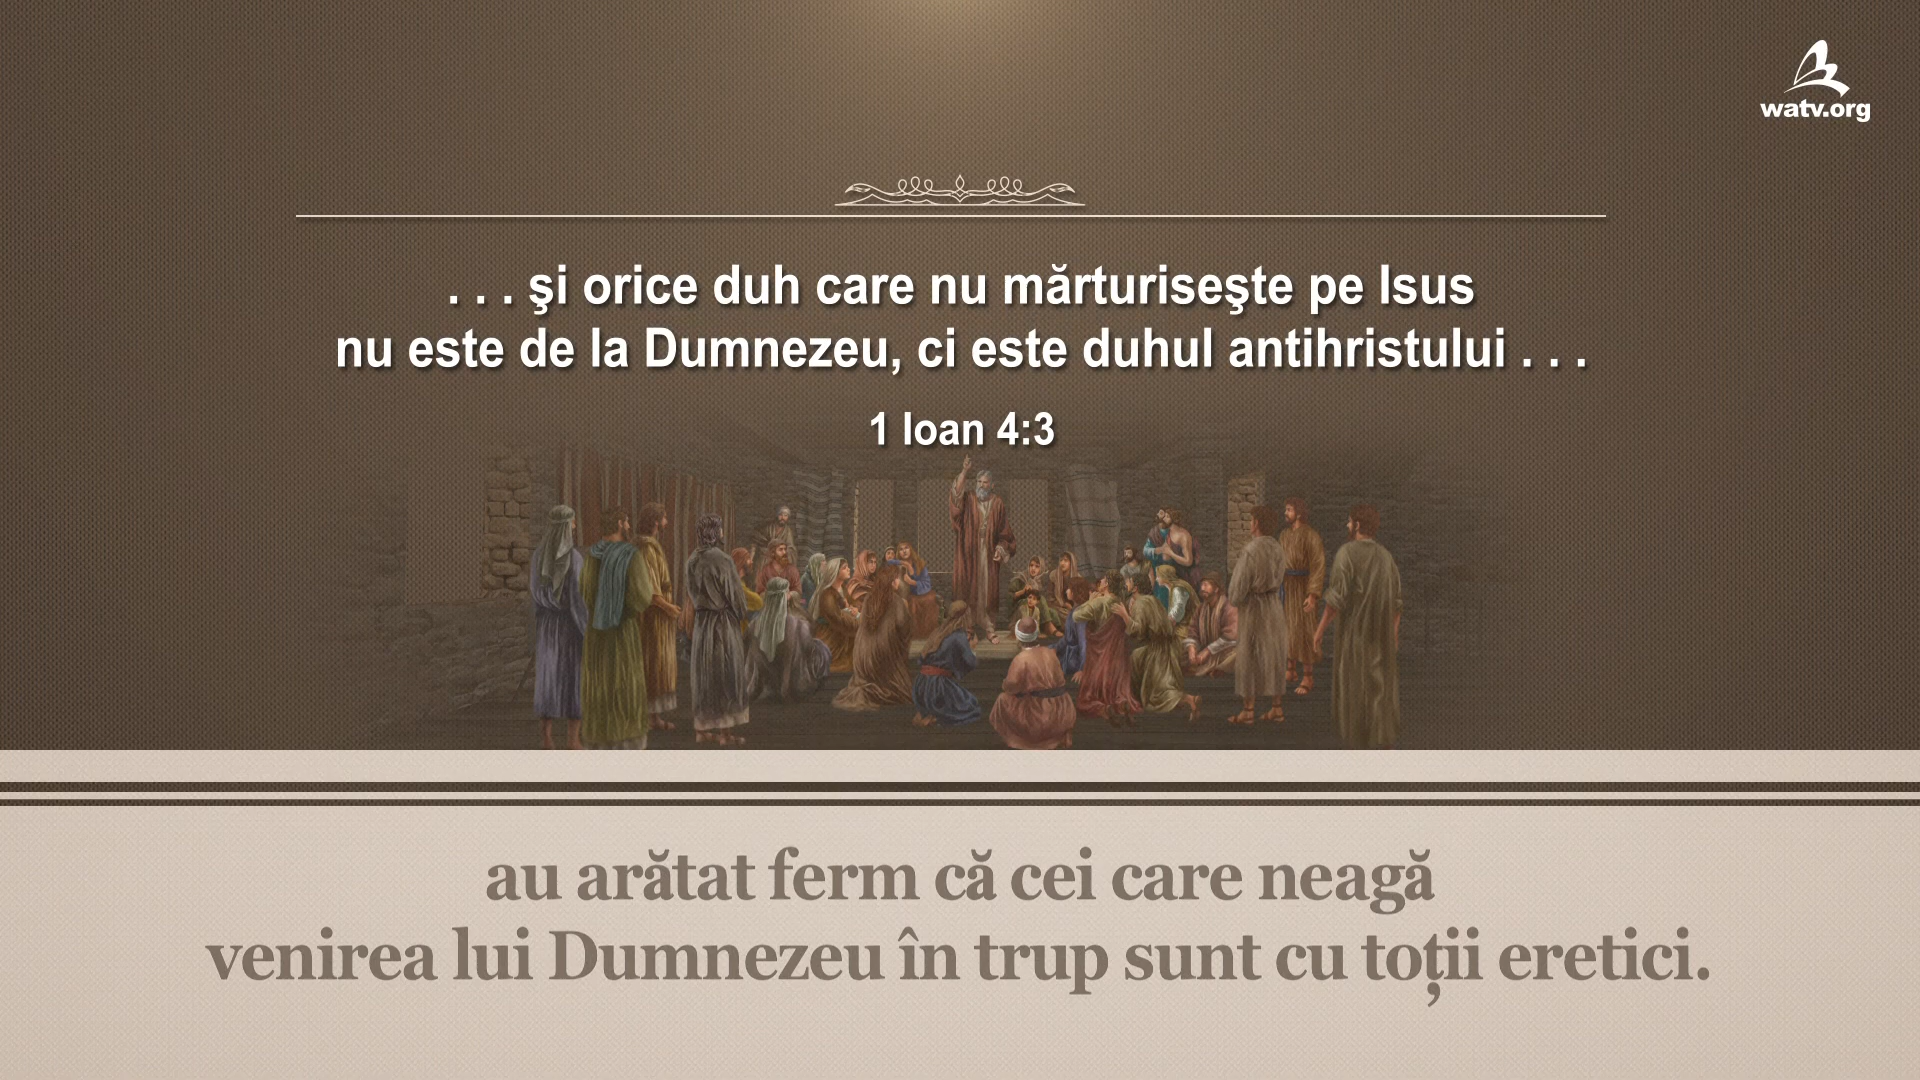 watv.org
. . . şi orice duh care nu mărturiseşte pe Isus
nu este de la Dumnezeu, ci este duhul antihristului . . .
1 Ioan 4:3
au arătat ferm că cei care neagă
venirea lui Dumnezeu în trup sunt cu toții eretici.